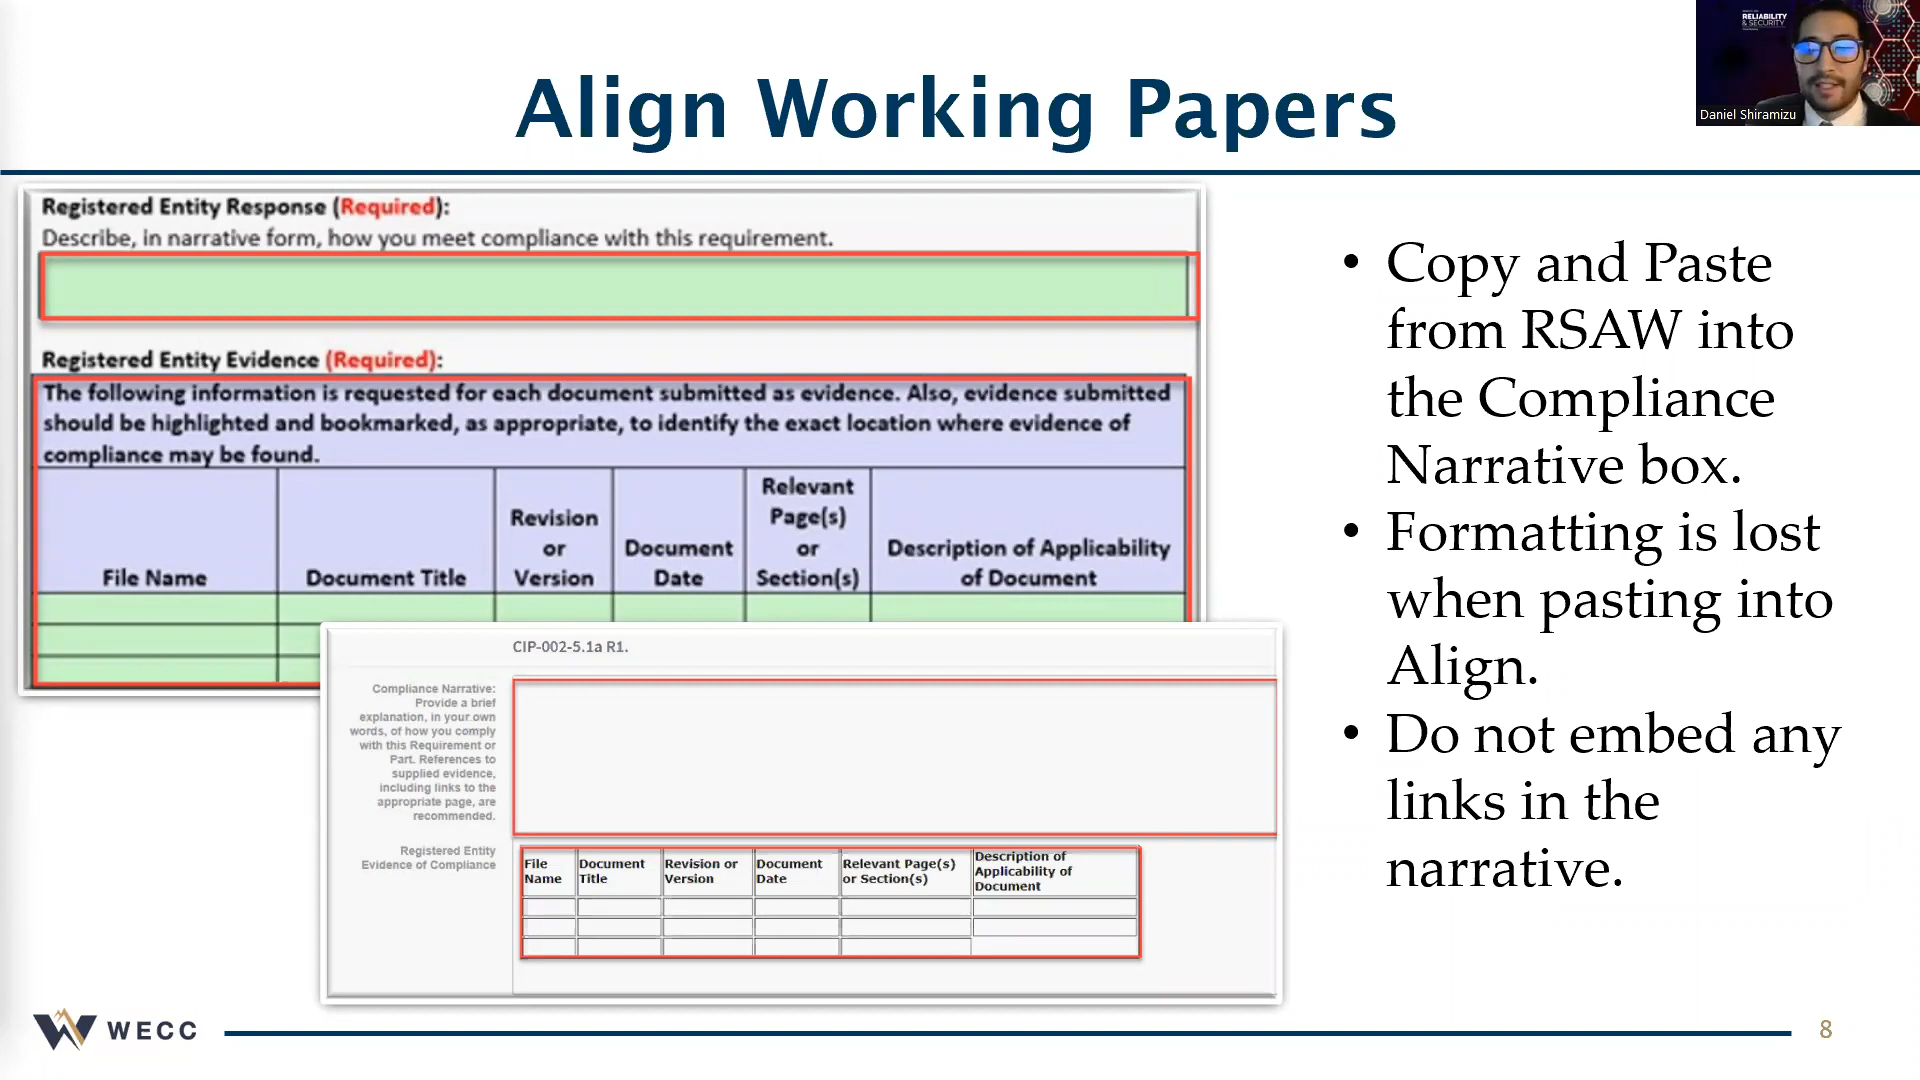 RELIABILITY
& SECURITY
Daniel Shiramizu
Align Working Papers
Registered Entity Response (Required):
Describe, in narrative form, how you meet compliance with this requirement.
Registered Entity Evidence (Required):
The following information is requested for each document submitted as evidence. Also, evidence submitted
should be highlighted and bookmarked, as appropriate, to identify the exact location where evidence of
compliance may be found.
File Name
Document Title
Revision
or
Version
Document
Date
Relevant
Page(s)
or
Section(s)
Description of Applicability
of Document
CIP-002-5.1a R1.
Compliance Narrative:
Provide a brief
explanation, in your own
words, of how you comply
with this Requirement or
Part. References to
supplied evidence,
including links to the
appropriate page, are
recommended.
Registered Entity
Evidence of Compliance
File
Name
Document
Title
Revision or
Version
Document
Date
Relevant Page(s)
or Section(s)
Description of
Applicability of
Document
• Copy and Paste
from RSAW into
the Compliance
Narrative box.
• Formatting is lost
when pasting into
Align.
• Do not embed any
links in the
narrative.
WECC
8